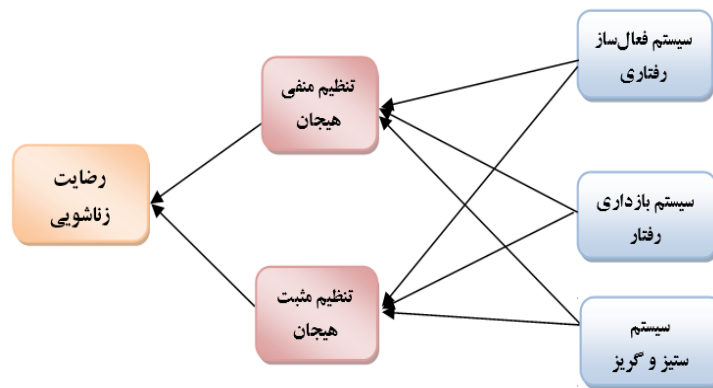 سیستم فعال‌ساز
رفتاری
تنظیم منفی
هیجان
رضایت
زناشویی
سیستم بازداری
رفتار
تنظیم مثبت
هیجان
سیستم
ستیز و گریز